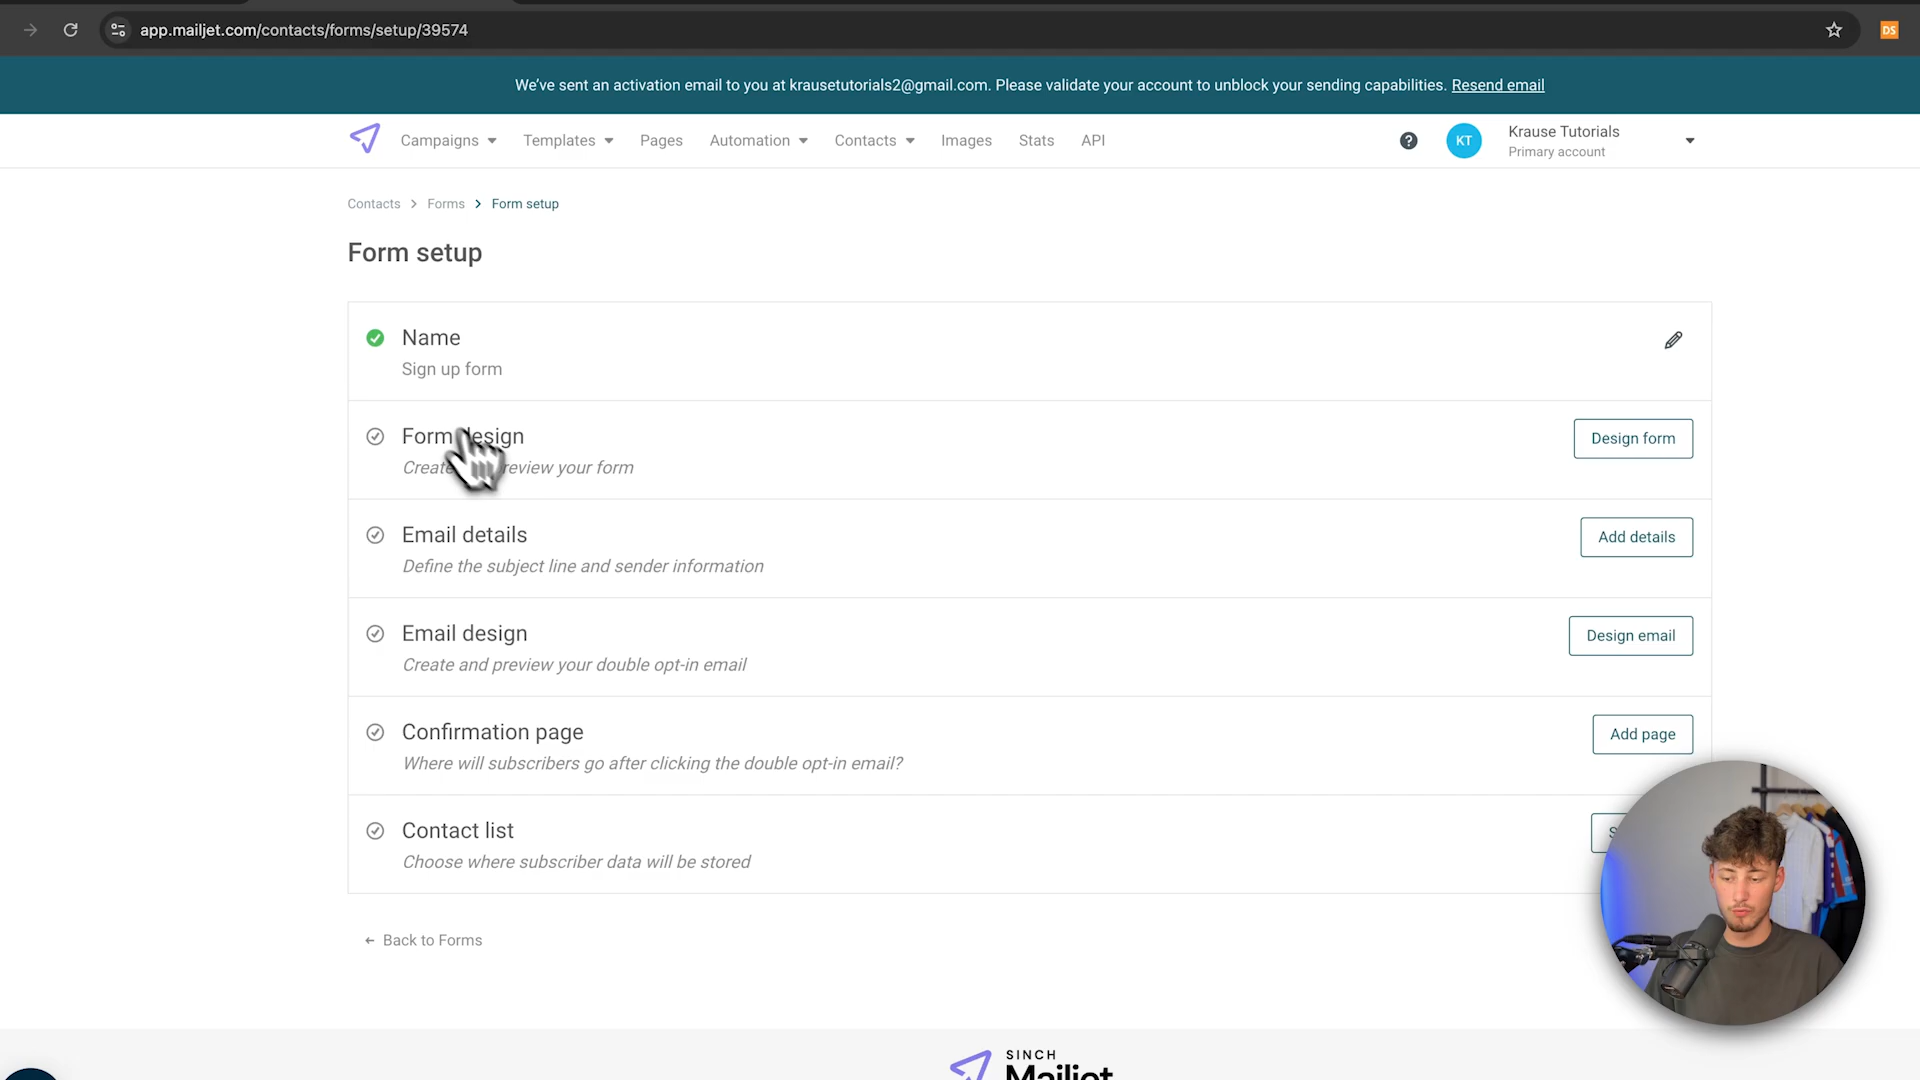 app.mailjet.com/contacts/forms/setup/39574
DS
We've sent an activation email to you at krausetutorials2@gmail.com. Please validate your account to unblock your sending capabilities. Resend email
Campaigns Templates Pages Automation Contacts Images Stats API
? KT Krause Tutorials
Primary account
Contacts > Forms > Form setup
Form setup
Name
Sign up form
Form design
Design form
Create review your form
Email details
Add details
Define the subject line and sender information
Email design
Design email
Create and preview your double opt-in email
Confirmation page
Add page
Where will subscribers go after clicking the double opt-in email?
Contact list
Choose where subscriber data will be stored
← Back to Forms
SINCH
Mailjet